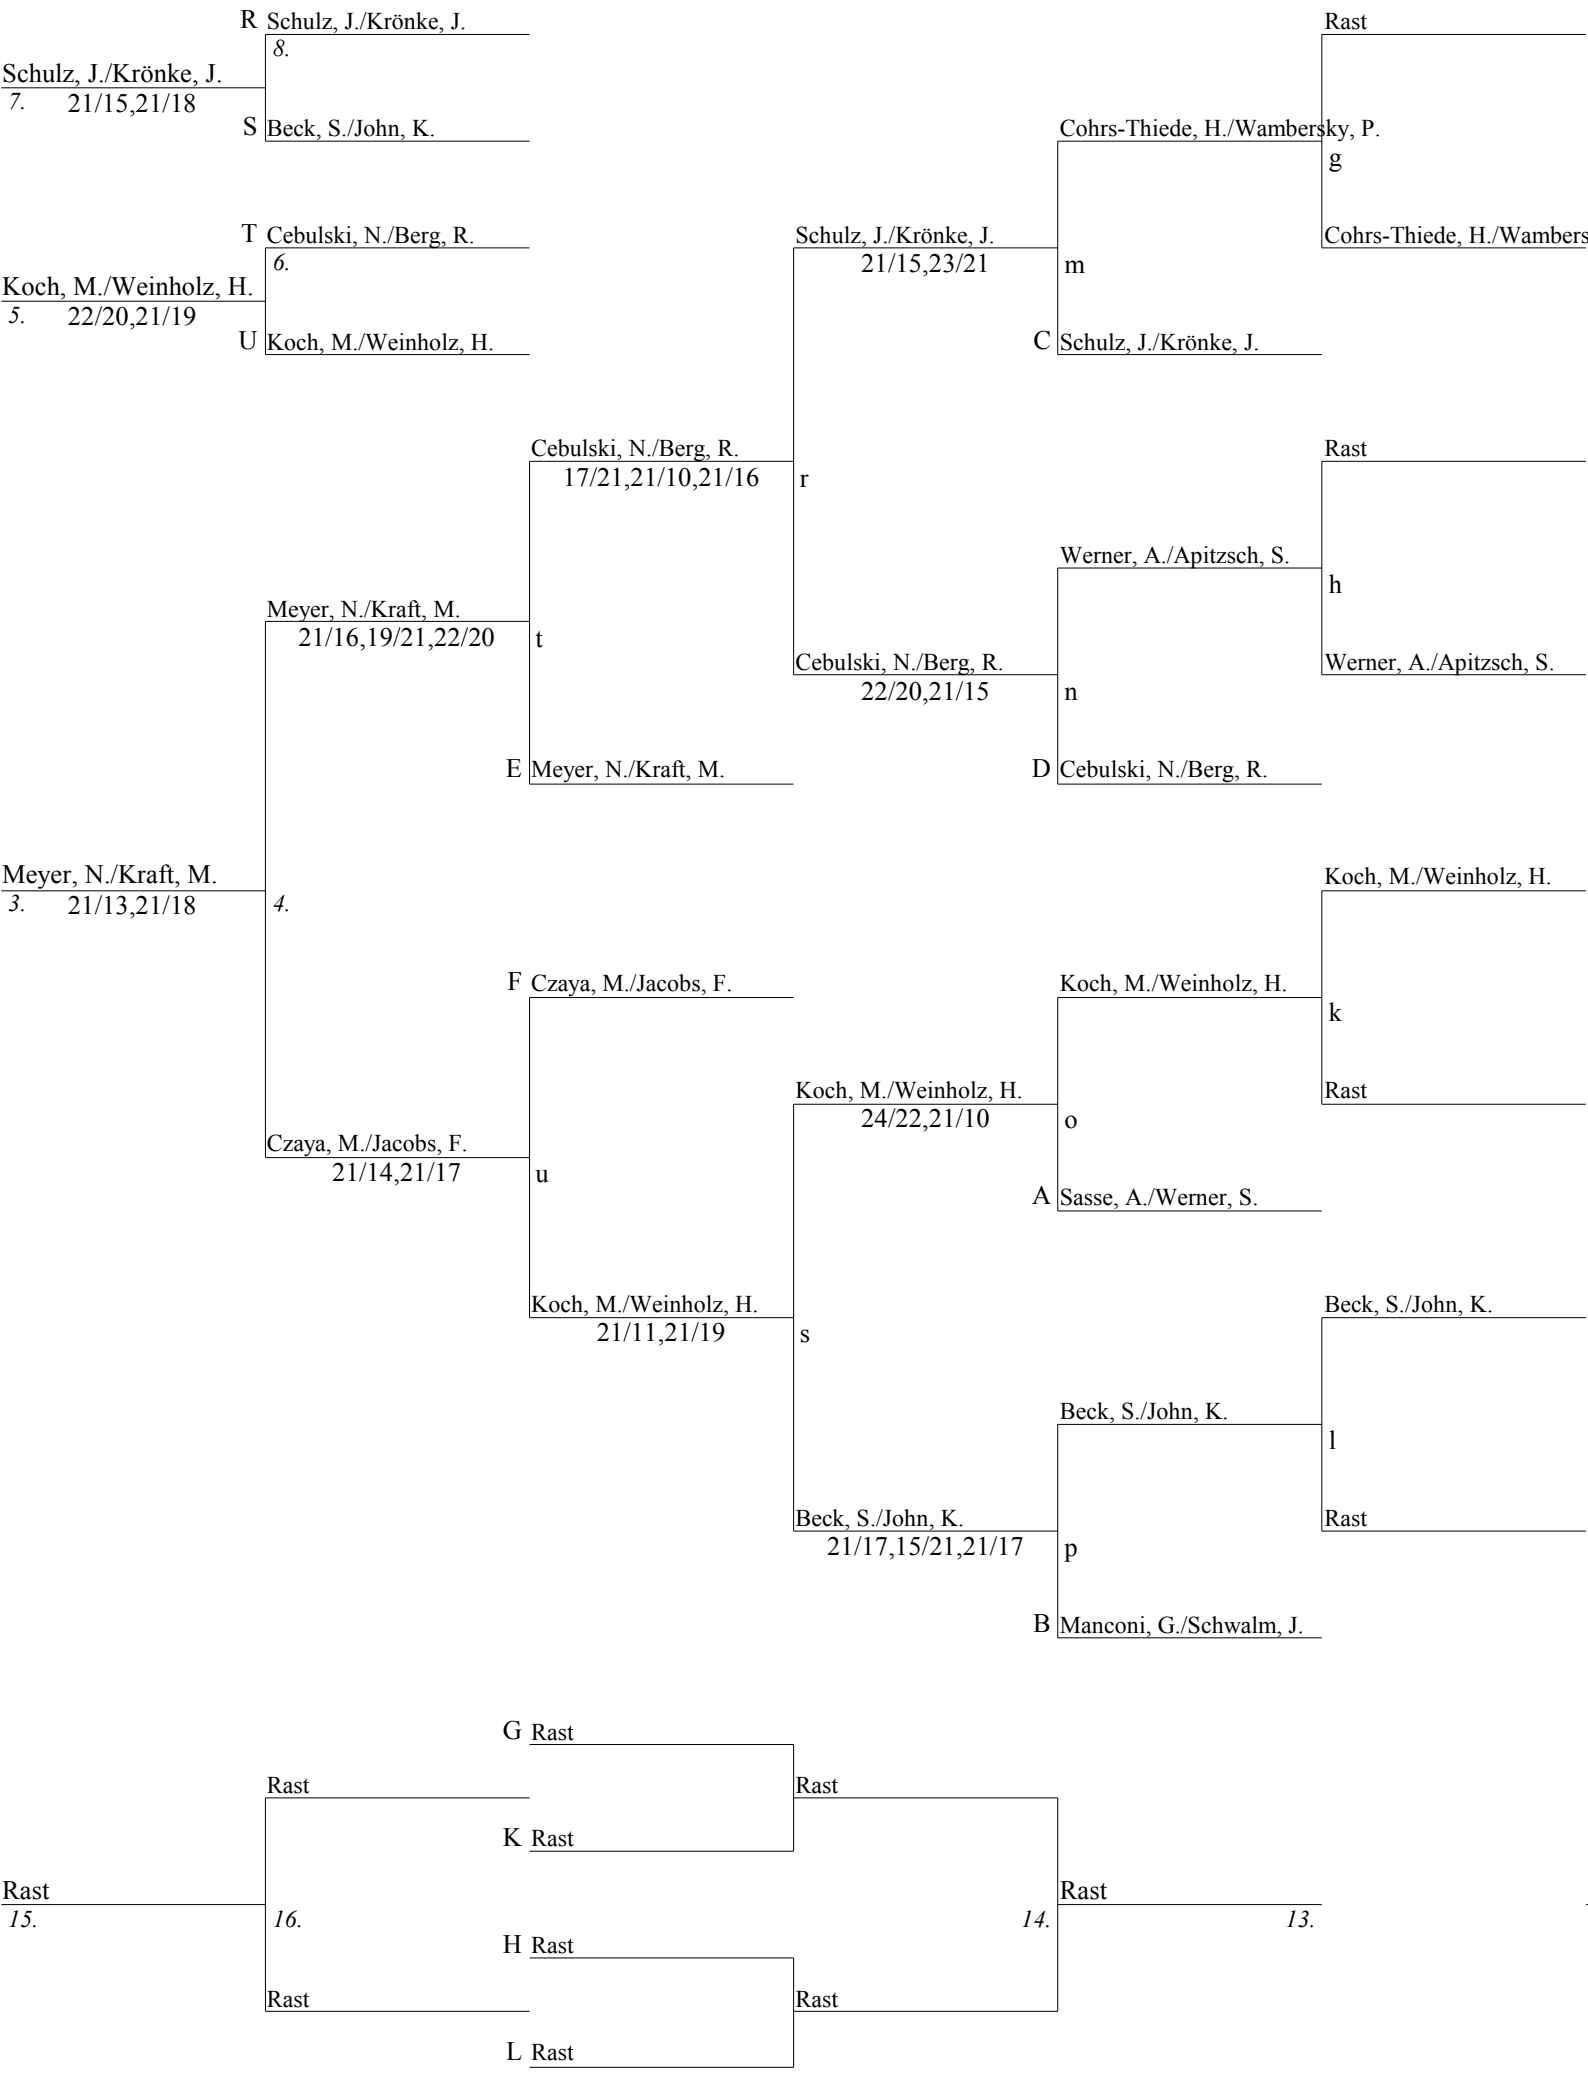 R Schulz, J./Krönke, J.
Rast
8.
Schulz, J./Krönke, J.
7. 21/15,21/18
S Beck, S./John, K.
Cohrs-Thiede, H./Wambersky, P.
g
T Cebulski, N./Berg, R.
Schulz, J./Krönke, J.
Cohrs-Thiede, H./Wambers
6.
21/15,23/21
m
Koch, M./Weinholz, H.
5. 22/20,21/19
U Koch, M./Weinholz, H.
C Schulz, J./Krönke, J.
Cebulski, N./Berg, R.
Rast
17/21,21/10,21/16
r
Werner, A./Apitzsch, S.
h
Meyer, N./Kraft, M.
21/16,19/21,22/20
t
Cebulski, N./Berg, R.
Werner, A./Apitzsch, S.
22/20,21/15
n
E Meyer, N./Kraft, M.
D Cebulski, N./Berg, R.
Meyer, N./Kraft, M.
Koch, M./Weinholz, H.
3. 21/13,21/18
4.
F Czaya, M./Jacobs, F.
Koch, M./Weinholz, H.
k
Koch, M./Weinholz, H.
Rast
24/22,21/10
o
Czaya, M./Jacobs, F.
21/14,21/17
u
A Sasse, A./Werner, S.
Koch, M./Weinholz, H.
Beck, S./John, K.
21/11,21/19
s
Beck, S./John, K.
l
Beck, S./John, K.
Rast
21/17,15/21,21/17
p
B Manconi, G./Schwalm, J.
G Rast
Rast
Rast
K Rast
Rast
Rast
15.
16.
14.
13.
H Rast
Rast
Rast
L Rast